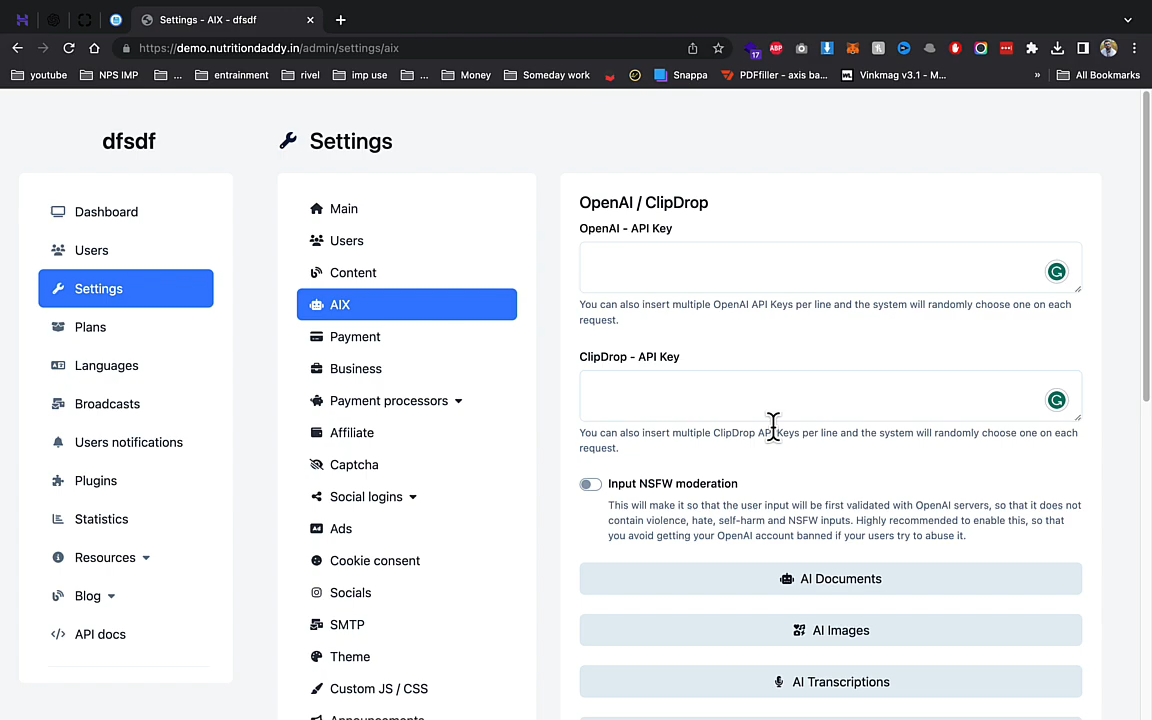 Settings - AIX - dfsdf
https://demo.nutritiondaddy.in/admin/settings/aix
17
ABP
youtube
NPS IMP
...
entrainment
rivel
imp use
...
Money
Someday work
Snappa
PDFfiller - axis ba...
Vinkmag v3.1 - M...
»
All Bookmarks
dfsdf
Dashboard
Users
Settings
Plans
Languages
Broadcasts
Users notifications
Plugins
Statistics
Resources
Blog
API docs
Settings
Main
Users
Content
AIX
Payment
Business
Payment processors
Affiliate
Captcha
Social logins
Ads
Cookie consent
Socials
SMTP
Theme
Custom JS / CSS
Announcements
OpenAI / ClipDrop
OpenAI - API Key
You can also insert multiple OpenAI API Keys per line and the system will randomly choose one on each
request.
ClipDrop - API Key
You can also insert multiple ClipDrop API Keys per line and the system will randomly choose one on each
request.
Input NSFW moderation
This will make it so that the user input will be first validated with OpenAI servers, so that it does not
contain violence, hate, self-harm and NSFW inputs. Highly recommended to enable this, so that
you avoid getting your OpenAI account banned if your users try to abuse it.
AI Documents
AI Images
AI Transcriptions